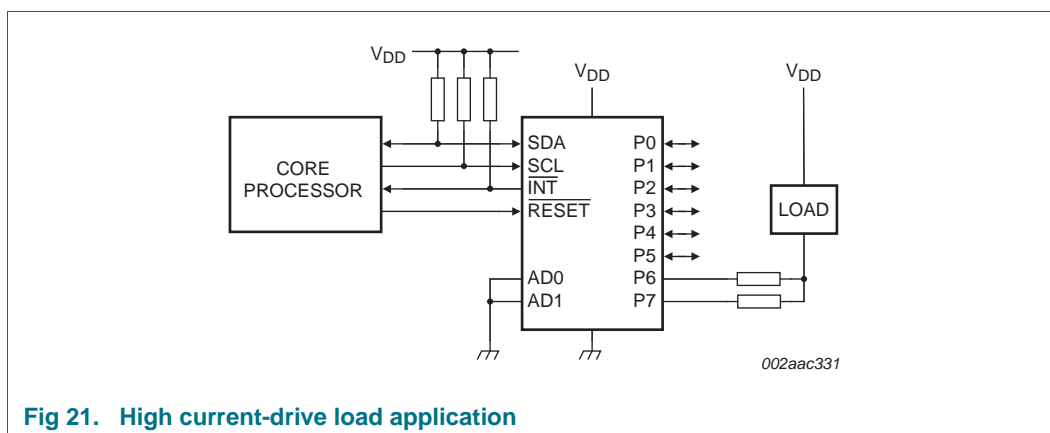 VDD
VDD
VDD
CORE
PROCESSOR
SDA
SCL
INT
RESET
AD0
AD1
P0
P1
P2
P3
P4
P5
P6
P7
LOAD
002aac331
Fig 21. High current-drive load application